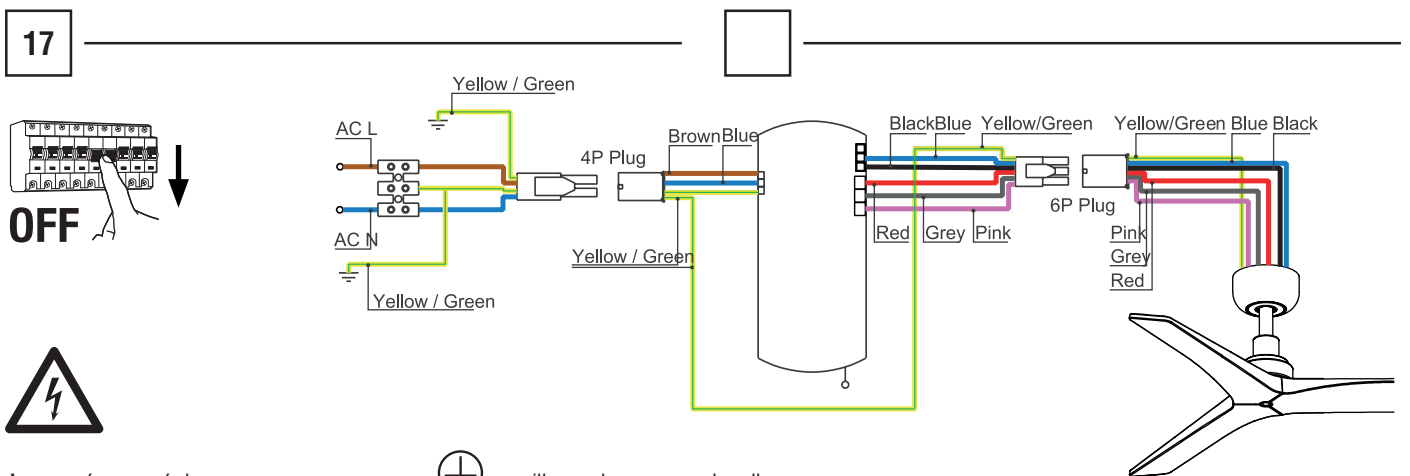 17
OFF
Yellow / Green
AC L
AC N
Yellow / Green
4P Plug
Brown
Blue
Yellow / Green
Black
Blue
Yellow/Green
Red
Grey
Pink
6P Plug
Yellow/Green
Blue
Black
Pink
Grey
Red